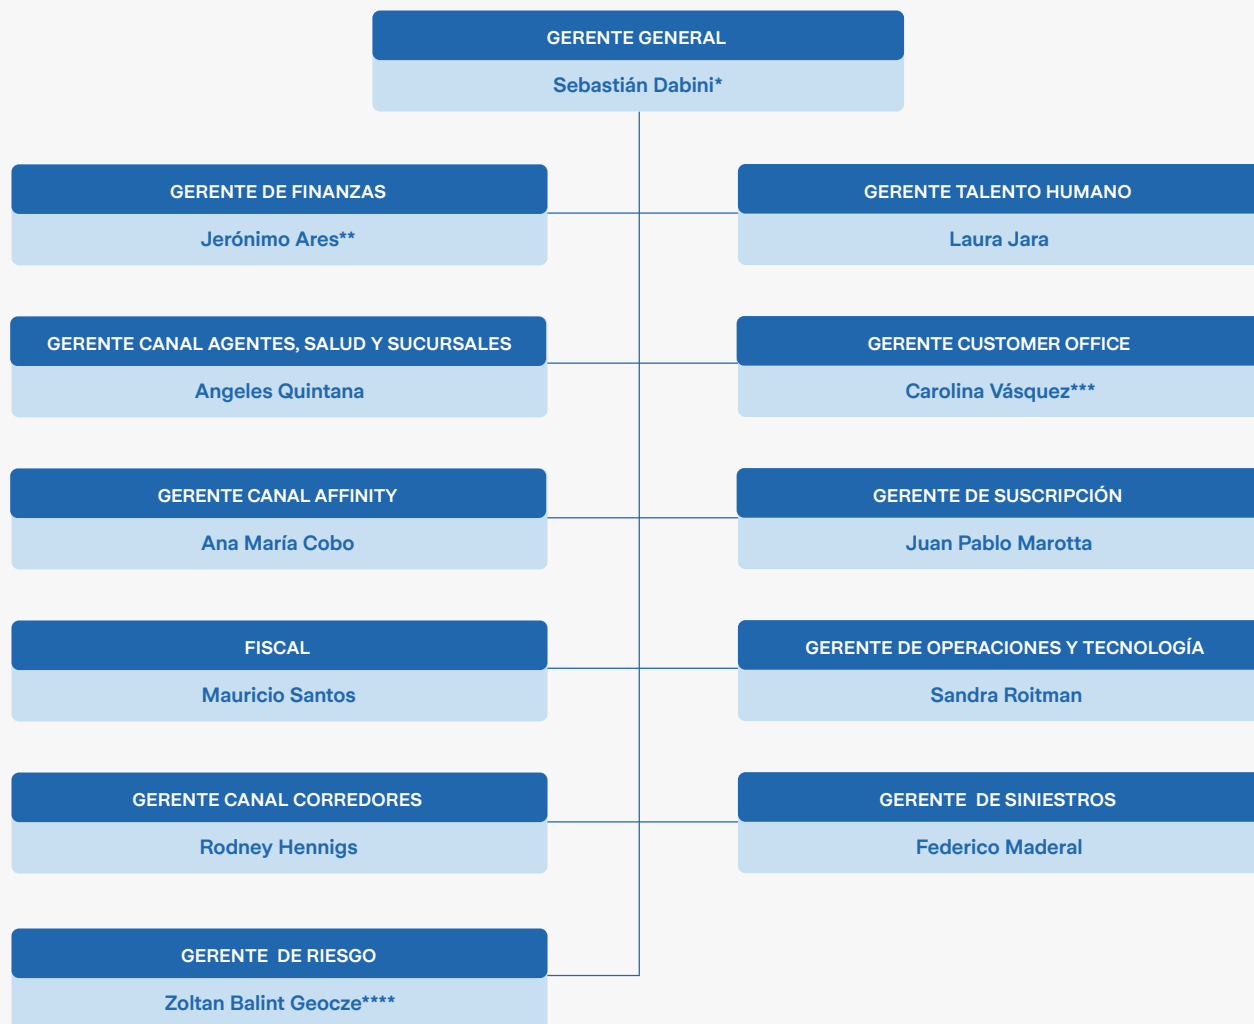 GERENTE GENERAL
Sebastián Dabini*
GERENTE DE FINANZAS
Jerónimo Ares**
GERENTE TALENTO HUMANO
Laura Jara
GERENTE CANAL AGENTES, SALUD Y SUCURSALES
Angeles Quintana
GERENTE CUSTOMER OFFICE
Carolina Vásquez***
GERENTE CANAL AFFINITY
Ana María Cobo
GERENTE DE SUSCRIPCIÓN
Juan Pablo Marotta
FISCAL
Mauricio Santos
GERENTE DE OPERACIONES Y TECNOLOGÍA
Sandra Roitman
GERENTE CANAL CORREDORES
Rodney Hennigs
GERENTE DE SINIESTROS
Federico Maderal
GERENTE DE RIESGO
Zoltan Balint Geocze****